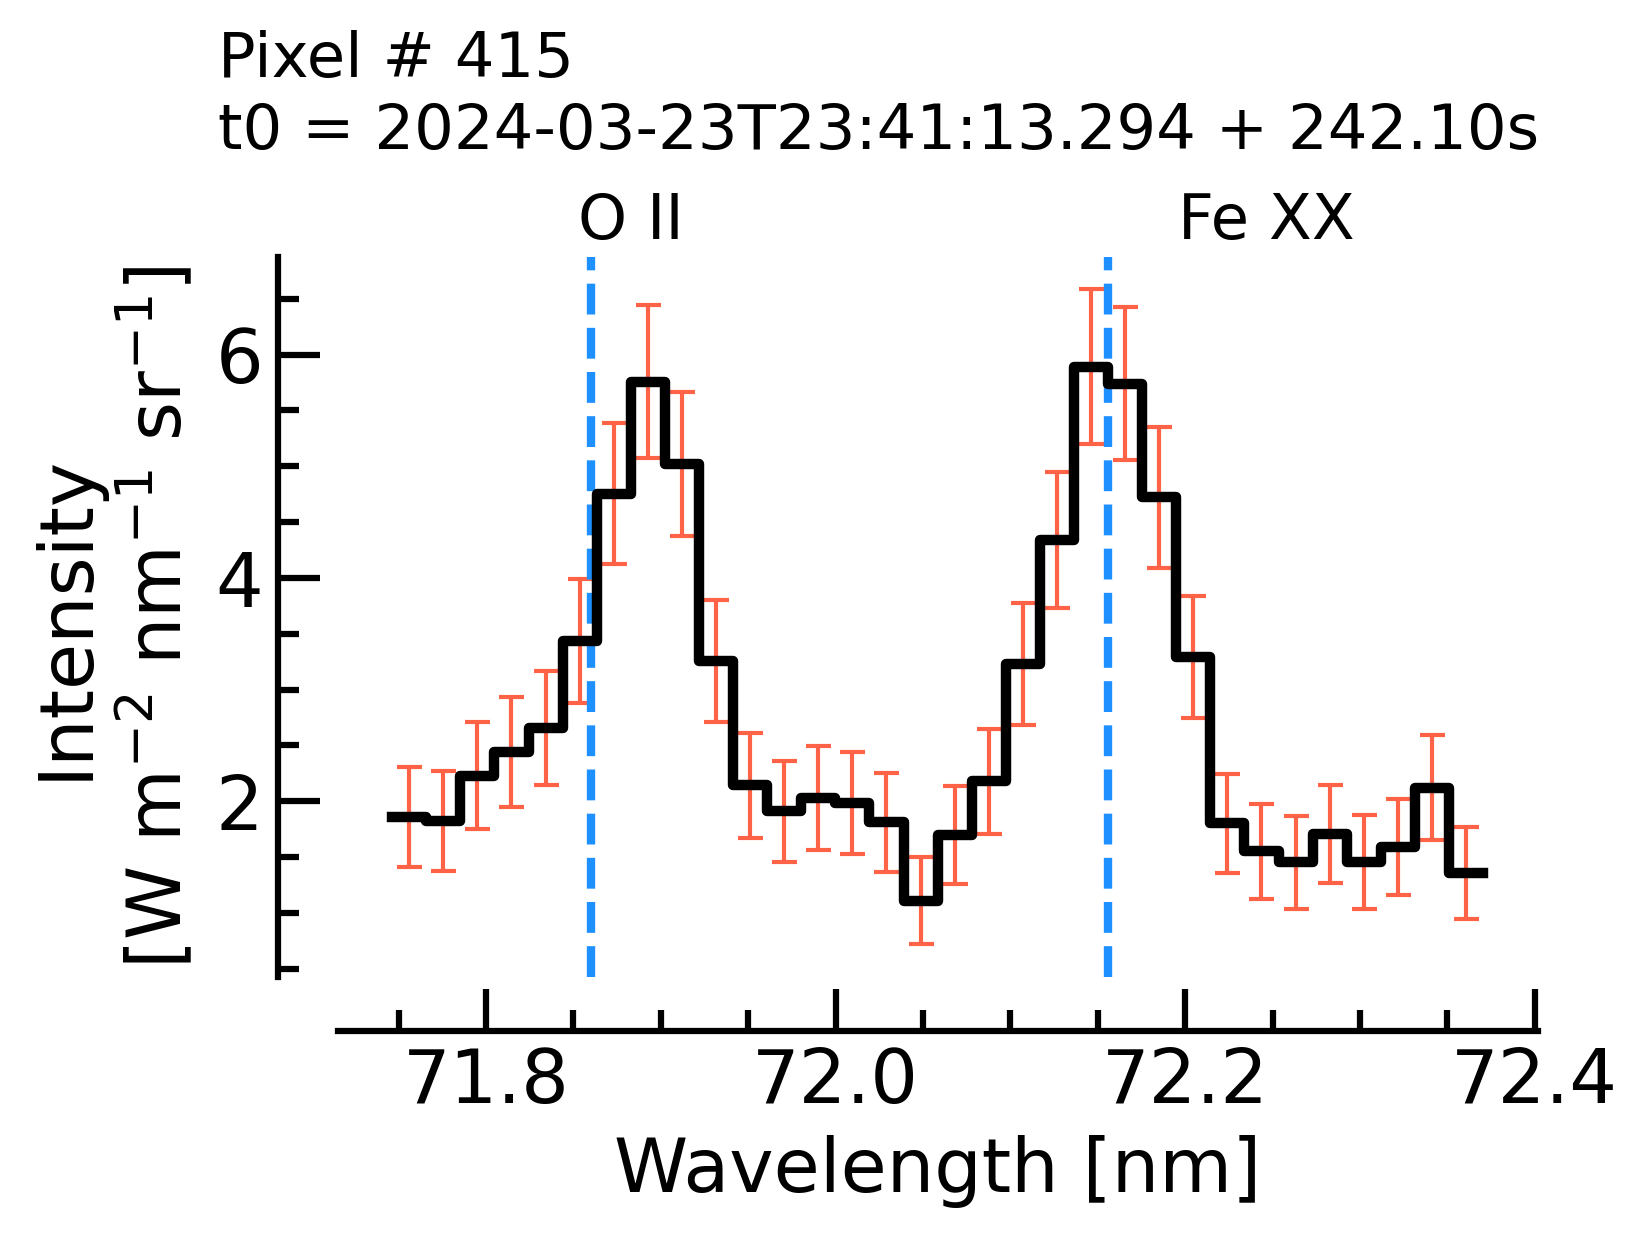 Pixel # 415
t0 = 2024-03-23T23:41:13.294 + 242.10s
O II Fe XX
Intensity
[W m⁻² nm⁻¹ sr⁻¹]
6
4
2
71.8 72.0 72.2 72.4
Wavelength [nm]